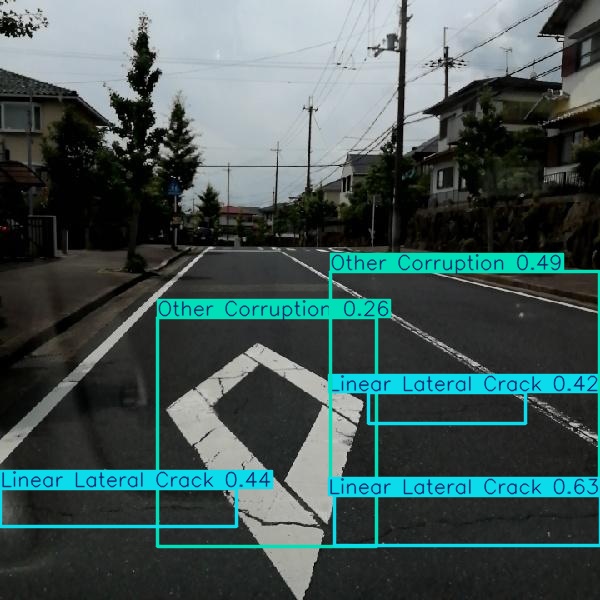 Other Corruption 0.49
Other Corruption 0.26
Linear Lateral Crack 0.42
Linear Lateral Crack 0.44
Linear Lateral Crack 0.63